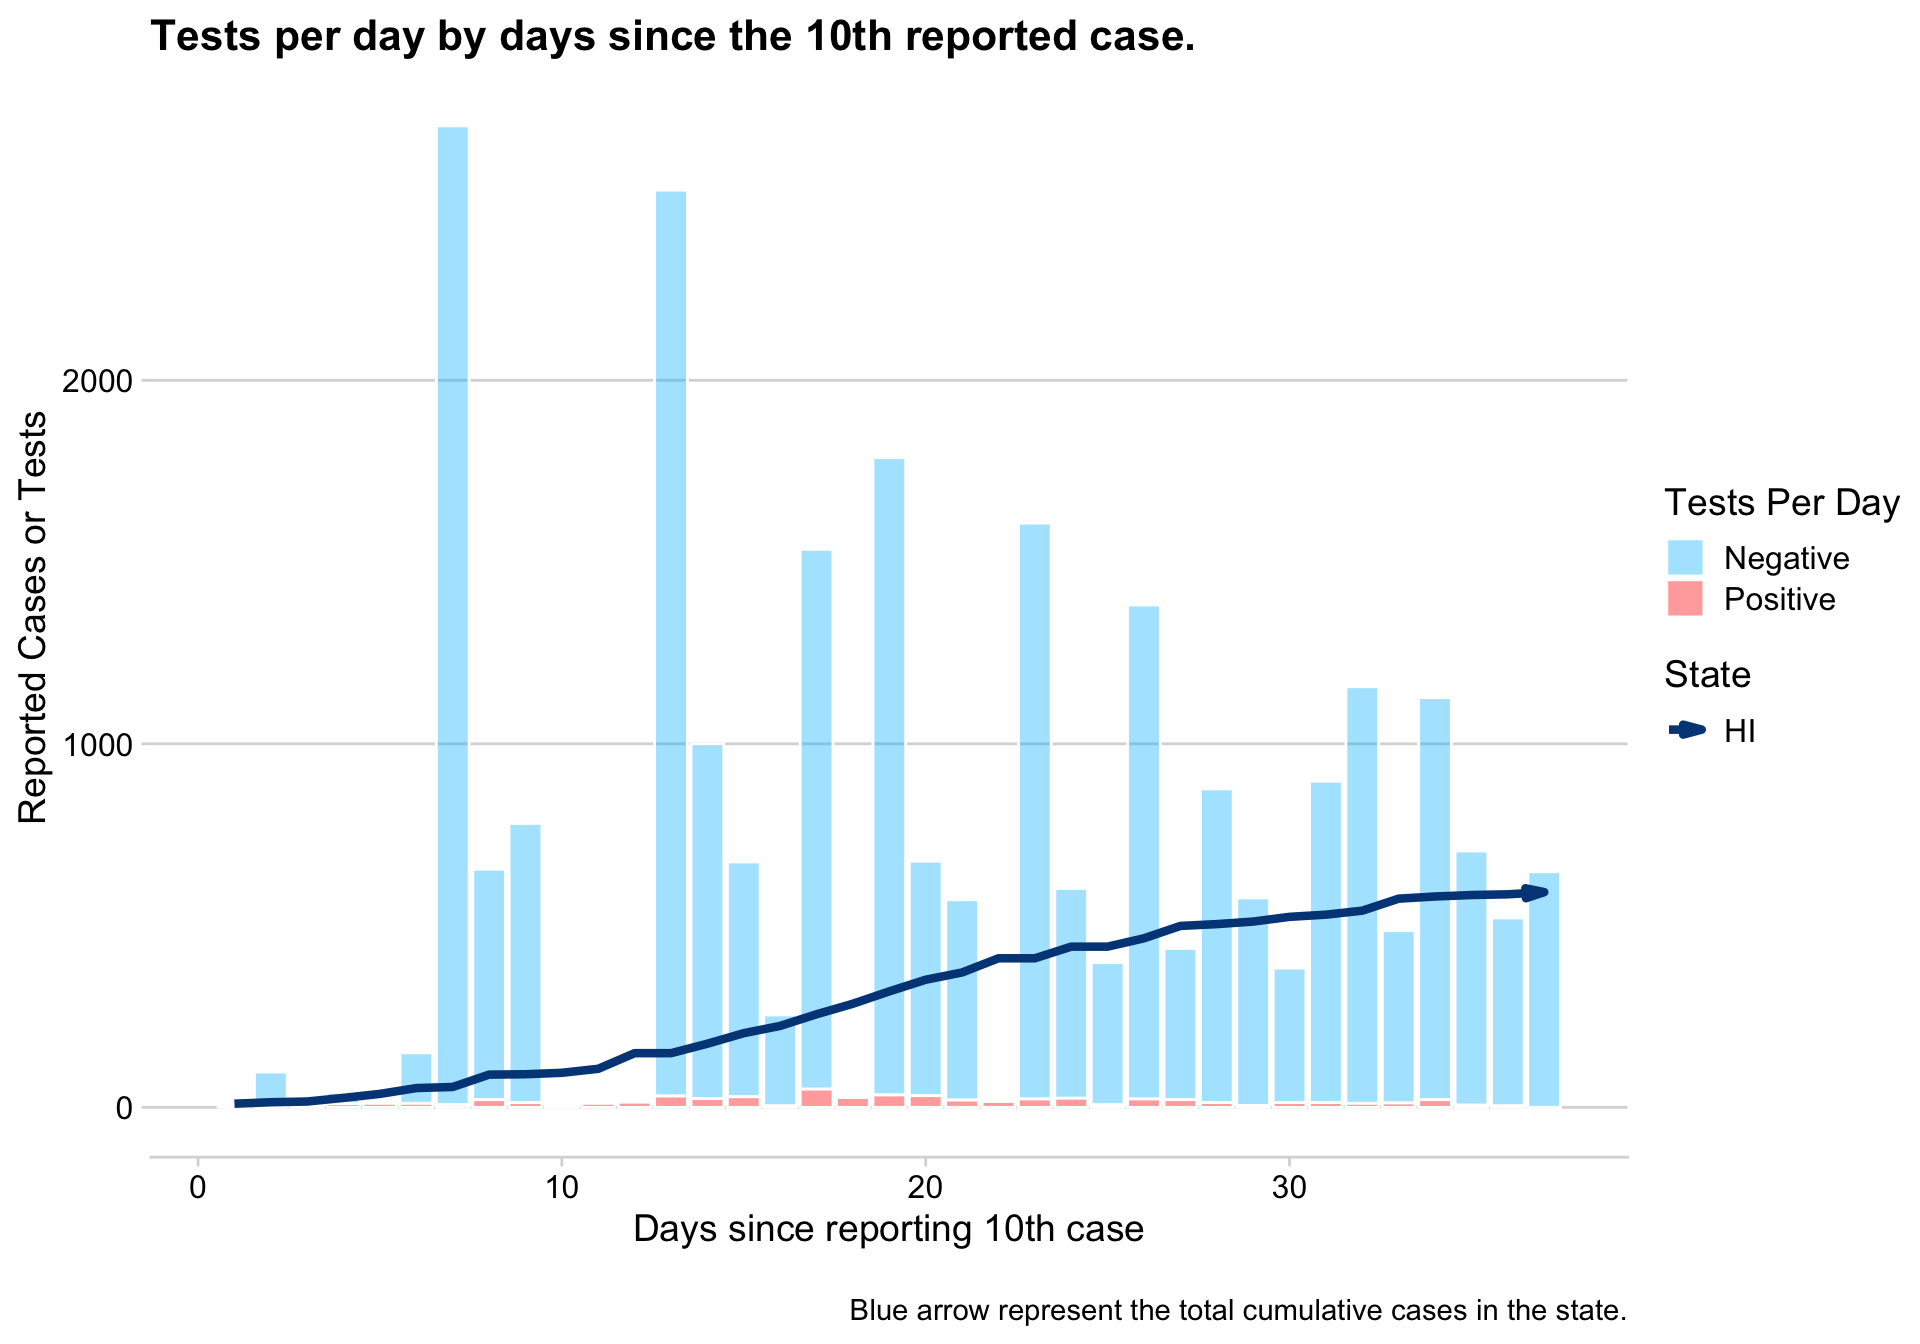 Tests per day by days since the 10th reported case.
Reported Cases or Tests
2000
1000
0
0 10 20 30
Days since reporting 10th case
Tests Per Day
Negative
Positive
State
HI
Blue arrow represent the total cumulative cases in the state.